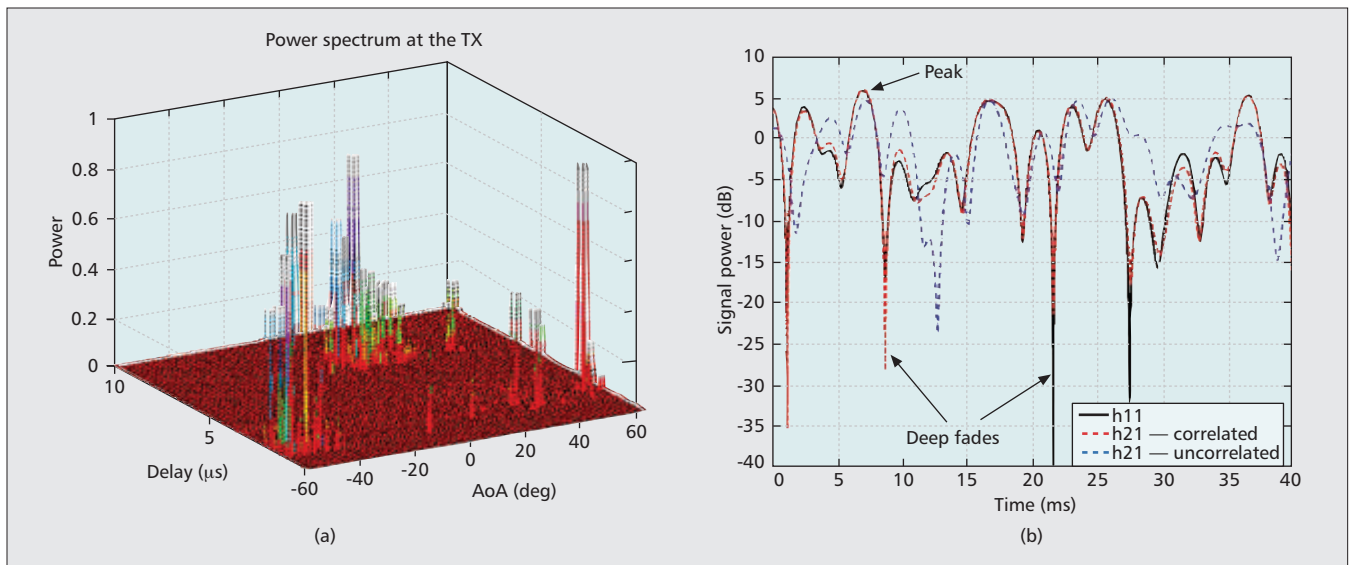 Power spectrum at the TX
1
0.8
0.6
0.4
0.2
0
Power
10
5
Delay (μs)
-60
-40
-20
0
20
40
60
AoA (deg)
(a)
10
5
0
-5
-10
-15
-20
-25
-30
-35
-40
Signal power (dB)
Peak
Deep fades
h11
h21 — correlated
h21 — uncorrelated
0
5
10
15
20
25
30
35
40
Time (ms)
(b)